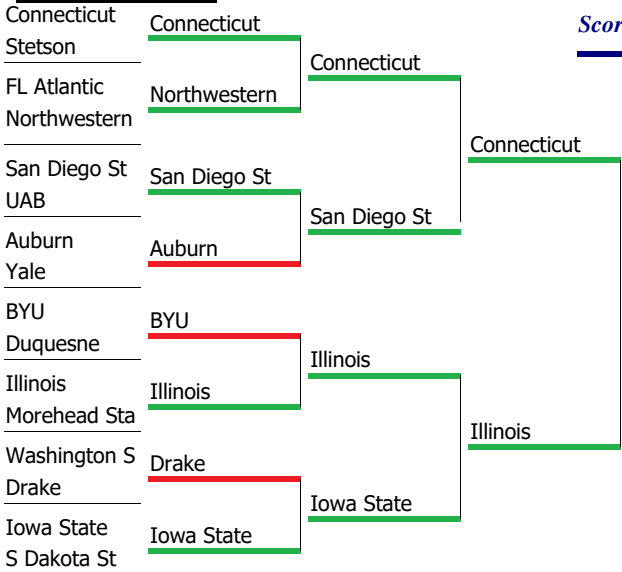 Connecticut
Stetson
FL Atlantic
Northwestern
San Diego St
UAB
Auburn
Yale
BYU
Duquesne
Illinois
Morehead Sta
Washington S
Drake
Iowa State
S Dakota St
Connecticut
Northwestern
San Diego St
Auburn
BYU
Illinois
Drake
Iowa State
Connecticut
San Diego St
Illinois
Iowa State
Connecticut
Illinois
Scor